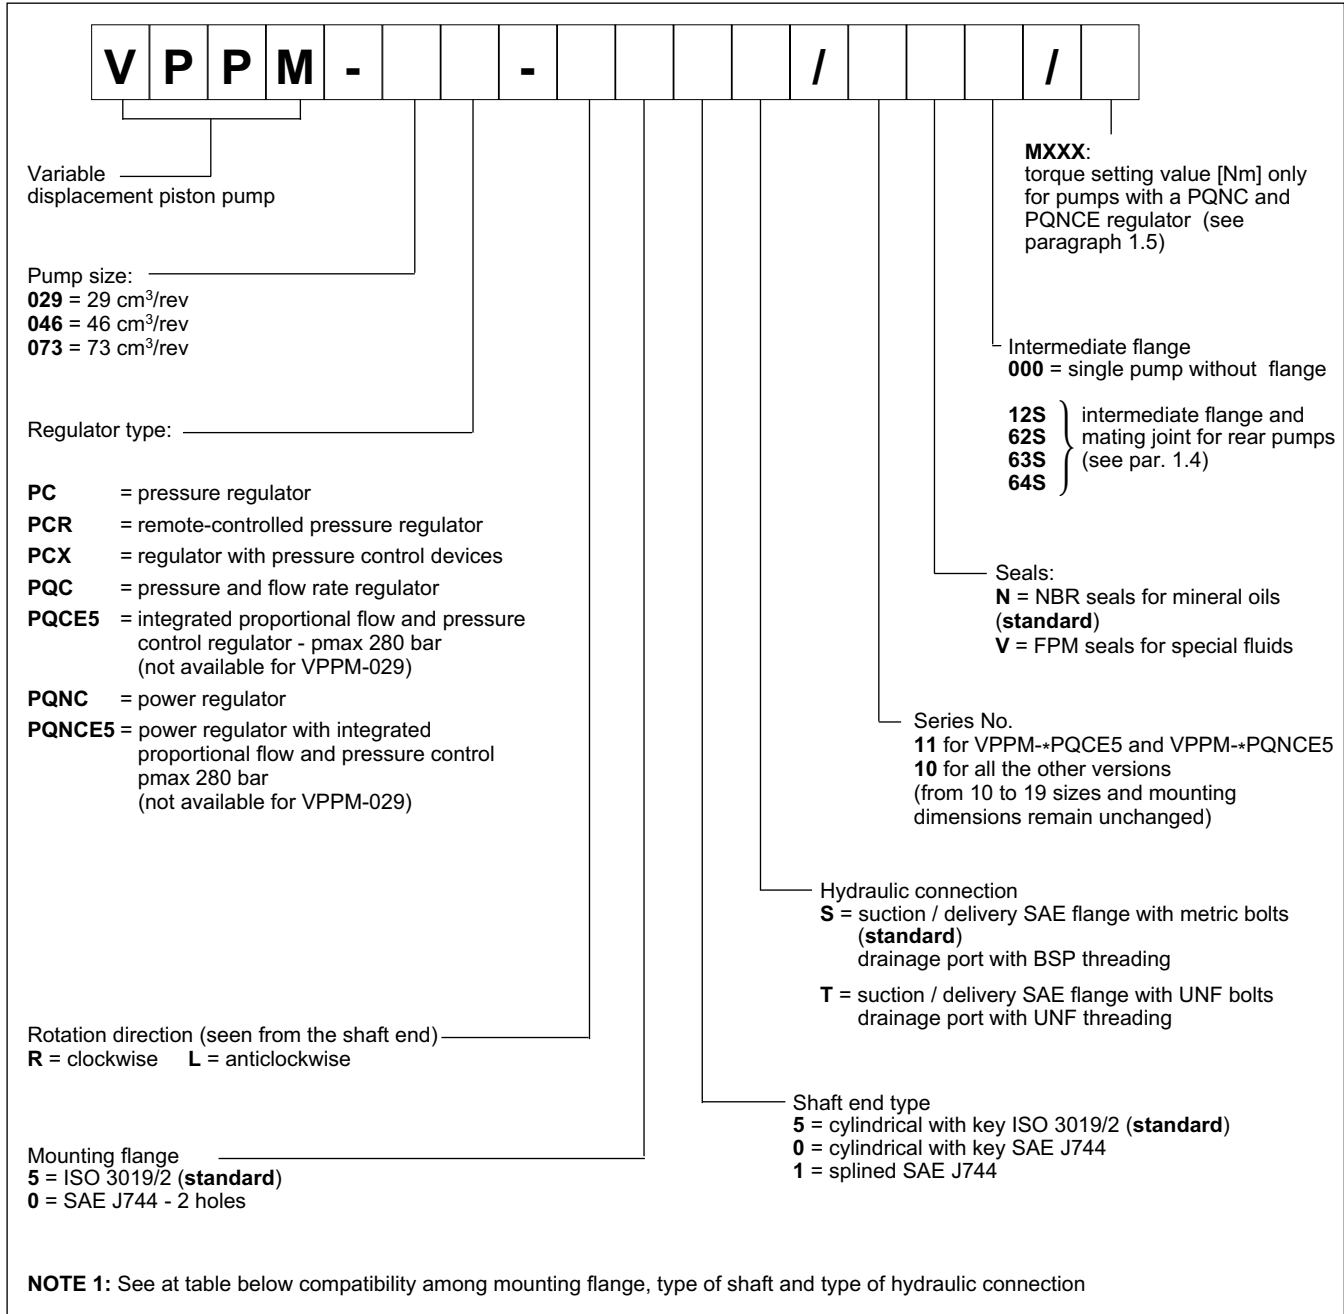 V P P M - - / /
Variable
displacement piston pump
Pump size:
029 = 29 cm³/rev
046 = 46 cm³/rev
073 = 73 cm³/rev
Regulator type:
PC = pressure regulator
PCR = remote-controlled pressure regulator
PCX = regulator with pressure control devices
PQC = pressure and flow rate regulator
PQCE5 = integrated proportional flow and pressure
control regulator - pmax 280 bar
(not available for VPPM-029)
PQNC = power regulator
PQNCE5 = power regulator with integrated
proportional flow and pressure control
pmax 280 bar
(not available for VPPM-029)
Rotation direction (seen from the shaft end)
R = clockwise L = anticlockwise
Mounting flange
5 = ISO 3019/2 (standard)
0 = SAE J744 - 2 holes
MXXX:
torque setting value [Nm] only
for pumps with a PQNC and
PQNCE regulator (see
paragraph 1.5)
Intermediate flange
000 = single pump without flange
12S
62S
63S
64S
intermediate flange and
mating joint for rear pumps
(see par. 1.4)
Seals:
N = NBR seals for mineral oils
(standard)
V = FPM seals for special fluids
Series No.
11 for VPPM-*PQCE5 and VPPM-*PQNCE5
10 for all the other versions
(from 10 to 19 sizes and mounting
dimensions remain unchanged)
Hydraulic connection
S = suction / delivery SAE flange with metric bolts
(standard)
drainage port with BSP threading
T = suction / delivery SAE flange with UNF bolts
drainage port with UNF threading
Shaft end type
5 = cylindrical with key ISO 3019/2 (standard)
0 = cylindrical with key SAE J744
1 = splined SAE J744
NOTE 1: See at table below compatibility among mounting flange, type of shaft and type of hydraulic connection